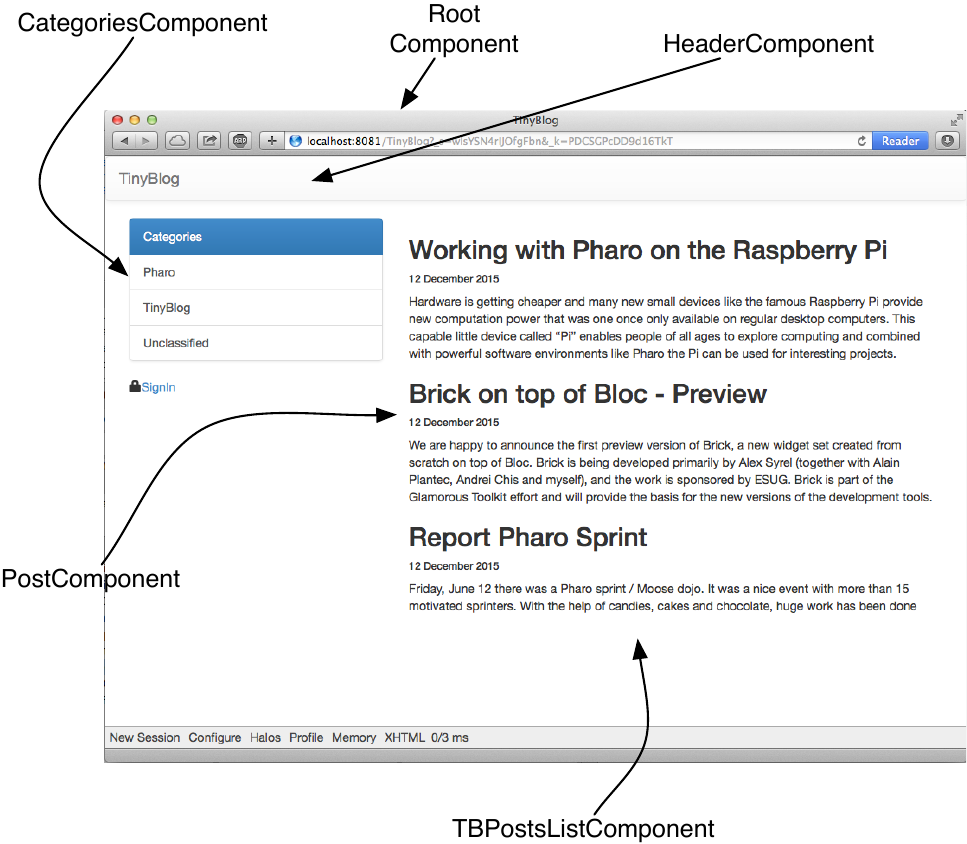 CategoriesComponent
Root
Component
HeaderComponent
TinyBlog
localhost:8081/TinyBlog?_s=wisYSN4rJOfgFbn&_k=PDCSGPcDD9d16TkT
Reader
TinyBlog
Categories
Pharo
TinyBlog
Unclassified
SignIn
Working with Pharo on the Raspberry Pi
12 December 2015
Hardware is getting cheaper and many new small devices like the famous Raspberry Pi provide
new computation power that was one once only available on regular desktop computers. This
capable little device called “Pi” enables people of all ages to explore computing and combined
with powerful software environments like Pharo the Pi can be used for interesting projects.
Brick on top of Bloc - Preview
12 December 2015
We are happy to announce the first preview version of Brick, a new widget set created from
scratch on top of Bloc. Brick is being developed primarily by Alex Syrel (together with Alain
Plantec, Andrei Chis and myself), and the work is sponsored by ESUG. Brick is part of the
Glamorous Toolkit effort and will provide the basis for the new versions of the development tools.
Report Pharo Sprint
12 December 2015
Friday, June 12 there was a Pharo sprint / Moose dojo. It was a nice event with more than 15
motivated sprinters. With the help of candies, cakes and chocolate, huge work has been done
PostComponent
New Session Configure Halos Profile Memory XHTML 0/3 ms
TBPostsListComponent